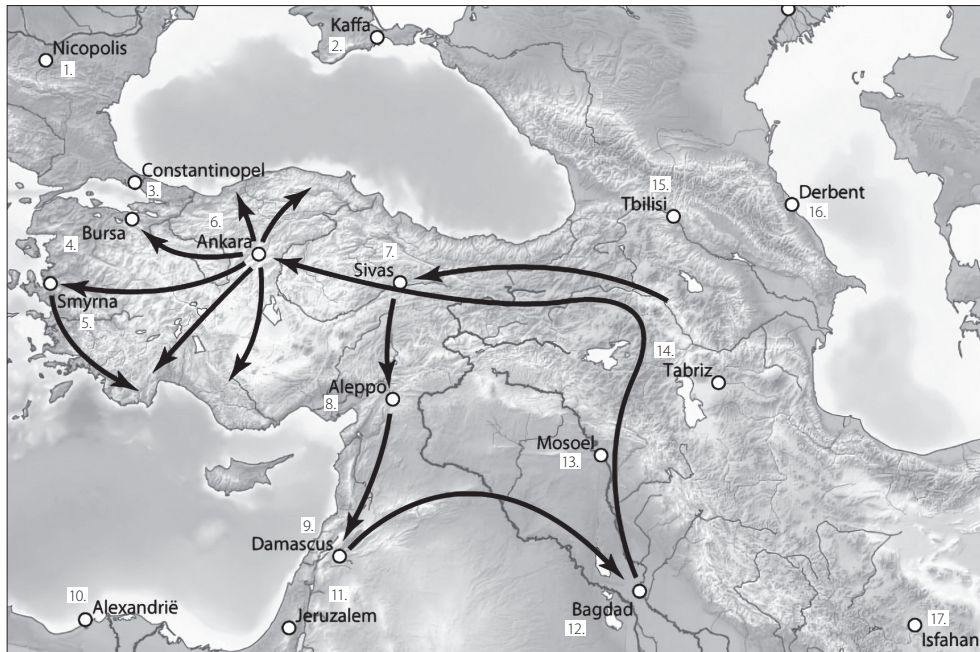 Kaffa
2.
Nicopolis
1.
Constantinopel
3.
15.
Tbilisi
Derbent
16.
6.
Bursa
4.
Ankara
7.
Sivas
Smyrna
5.
14.
Tabriz
Aleppo
8.
Mosoel
13.
9.
Damascus
11.
10.
Alexandrië
Jeruzalem
Bagdad
12.
17.
Isfahan